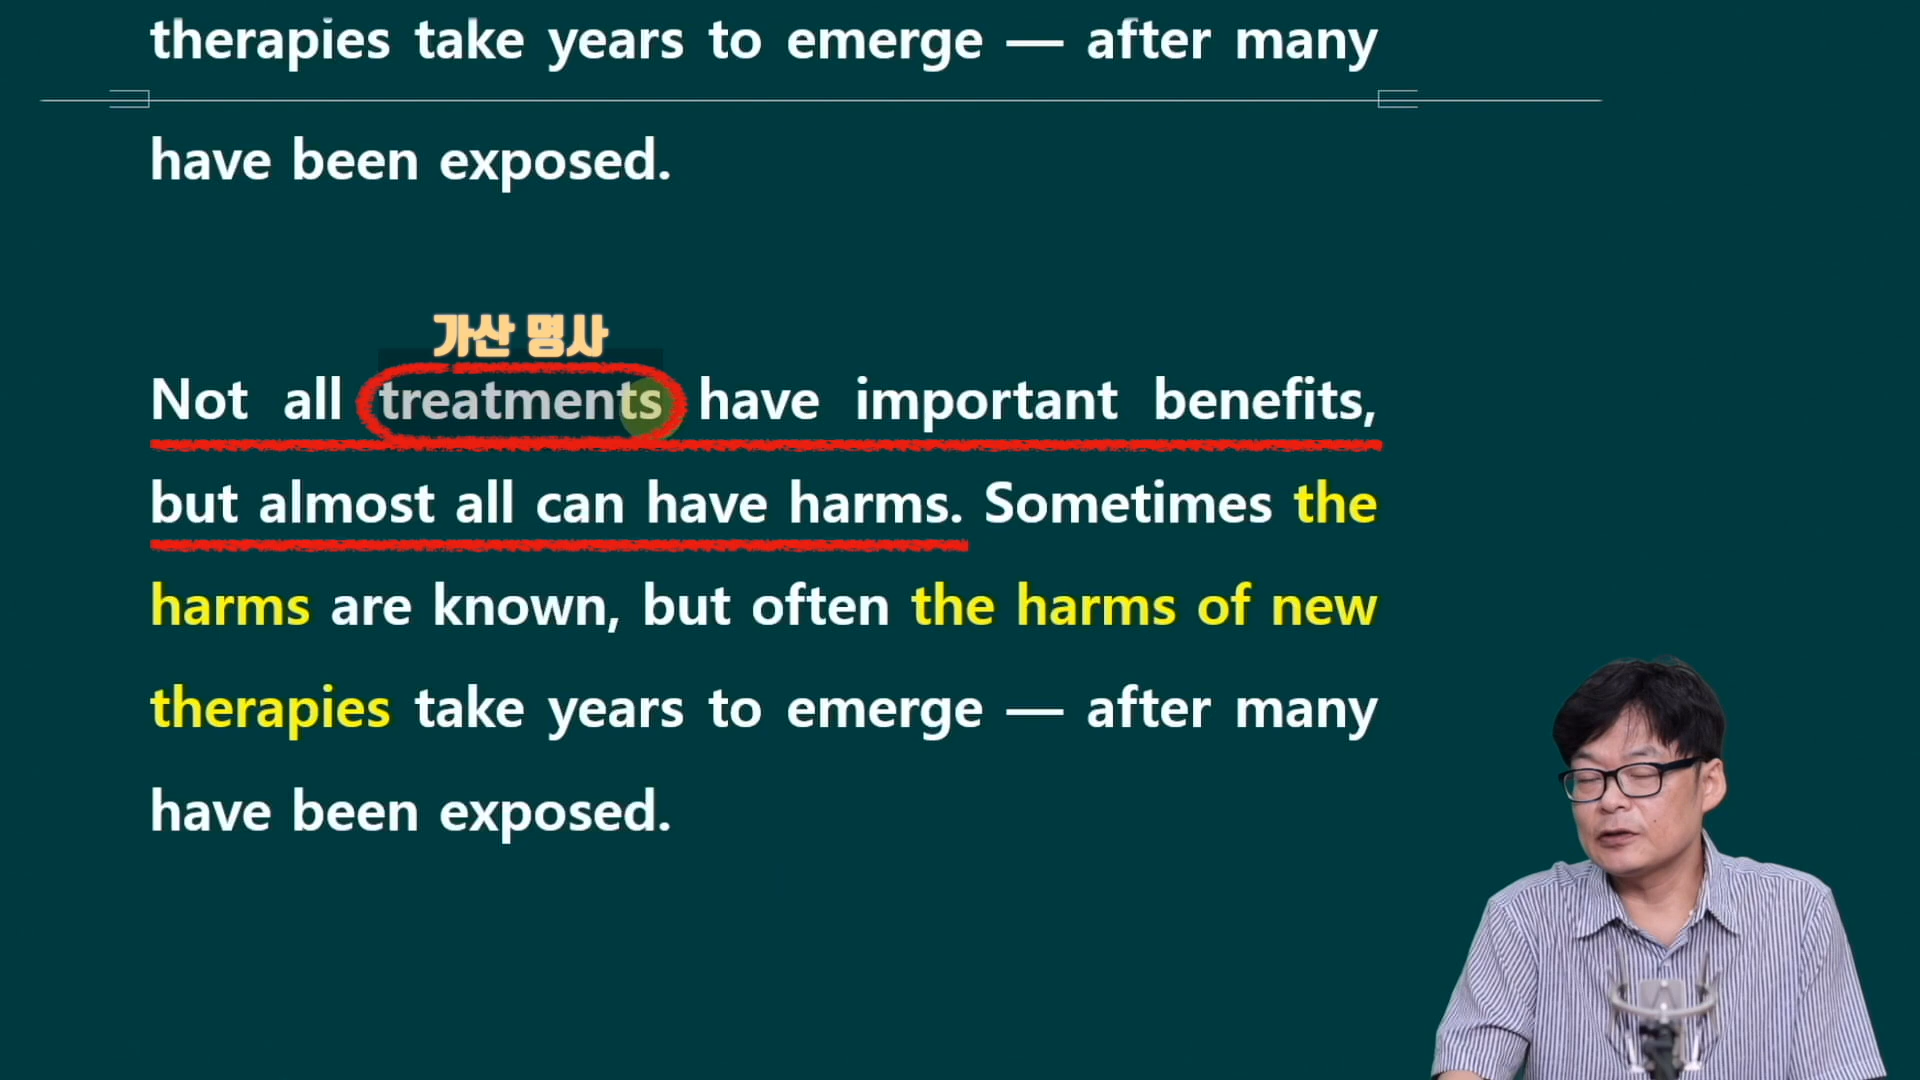 therapies take years to emerge — after many
have been exposed.
가산 명사
Not all treatments have important benefits,
but almost all can have harms. Sometimes the
harms are known, but often the harms of new
therapies take years to emerge — after many
have been exposed.